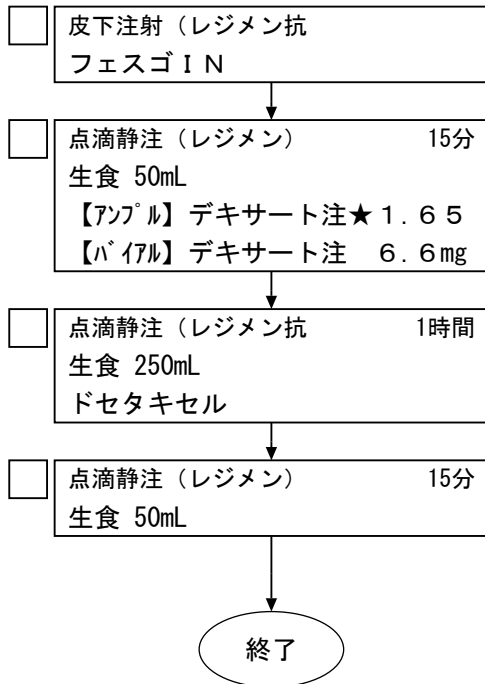 皮下注射（レジメン抗
フェスゴＩＮ
点滴静注（レジメン） 15分
生食 50mL
【ｱﾝﾌﾟﾙ】デキサート注★１.６５
【ﾊﾞｲｱﾙ】デキサート注　６.６㎎
点滴静注（レジメン抗 1時間
生食 250mL
ドセタキセル
点滴静注（レジメン） 15分
生食 50mL
終了